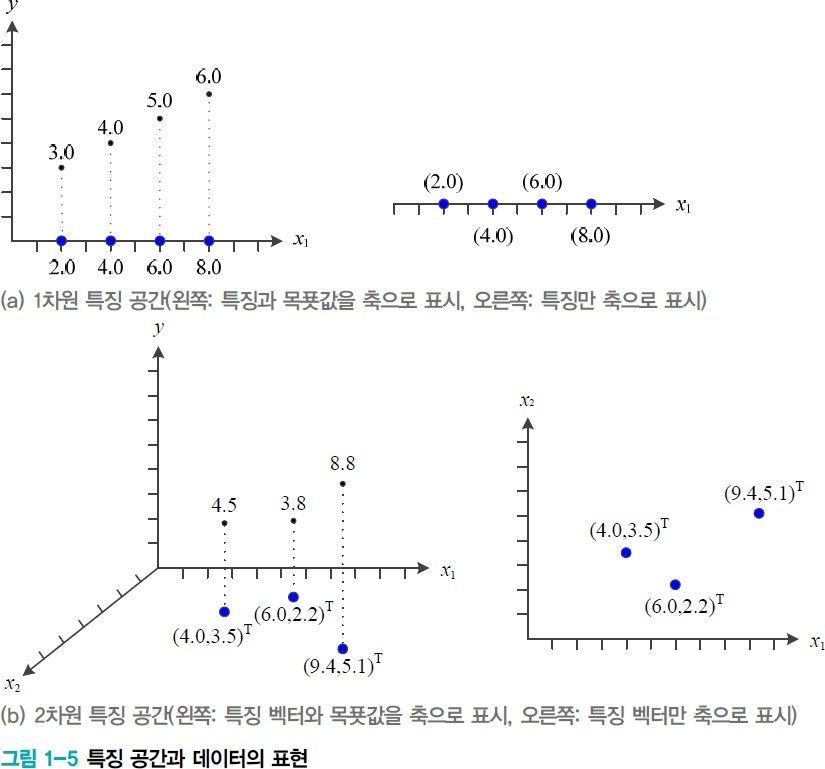 y
6.0
5.0
4.0
3.0
x₁
2.0 4.0 6.0 8.0
(2.0) (6.0)
x₁
(4.0) (8.0)
(a) 1차원 특징 공간(왼쪽: 특징과 목푯값을 축으로 표시, 오른쪽: 특징만 축으로 표시)
y
8.8
4.5 3.8
x₁
(4.0,3.5)ᵀ (6.0,2.2)ᵀ
(9.4,5.1)ᵀ
x₂
x₂
(9.4,5.1)ᵀ
(4.0,3.5)ᵀ
(6.0,2.2)ᵀ
x₁
(b) 2차원 특징 공간(왼쪽: 특징 벡터와 목푯값을 축으로 표시, 오른쪽: 특징 벡터만 축으로 표시)
그림 1-5 특징 공간과 데이터의 표현